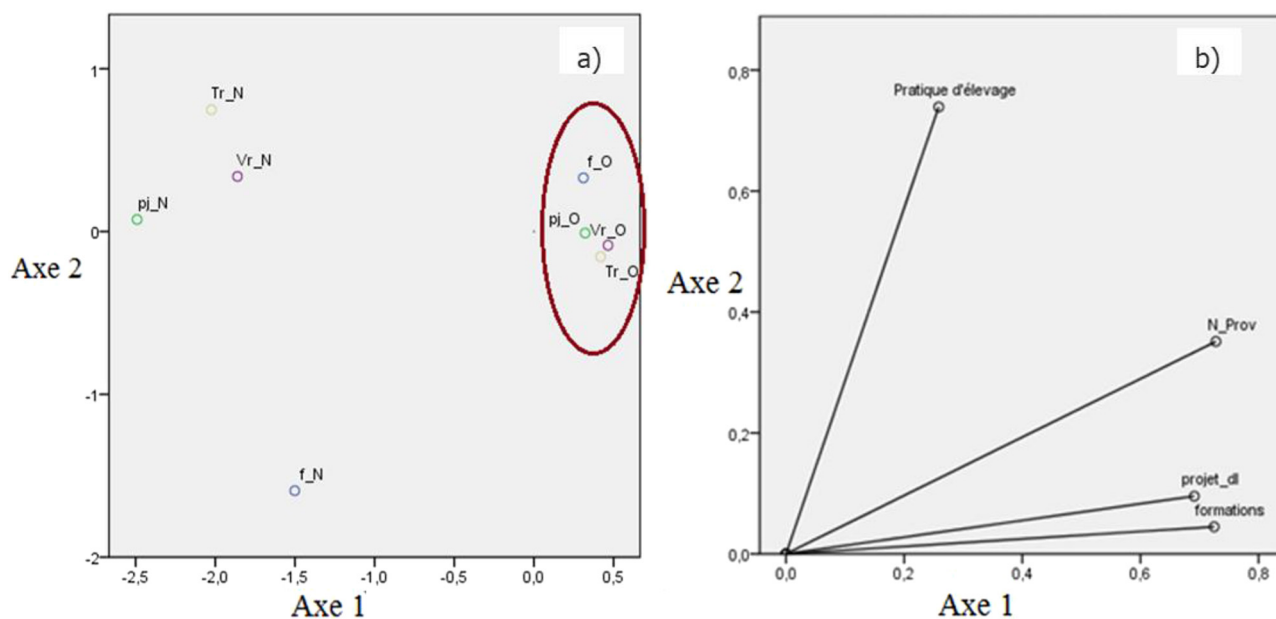 a)
1
0
-1
-2
Axe 2
Tr_N
Vr_N
pj_N
f_O
pj_O
Vr_O
Tr_O
f_N
-2,5
-2,0
-1,5
-1,0
-0,5
0,0
0,5
Axe 1
b)
0,8
0,6
0,4
0,2
0,0
Axe 2
Pratique d'élevage
N_Prov
projet_dl
formations
0,0
0,2
0,4
0,6
0,8
Axe 1